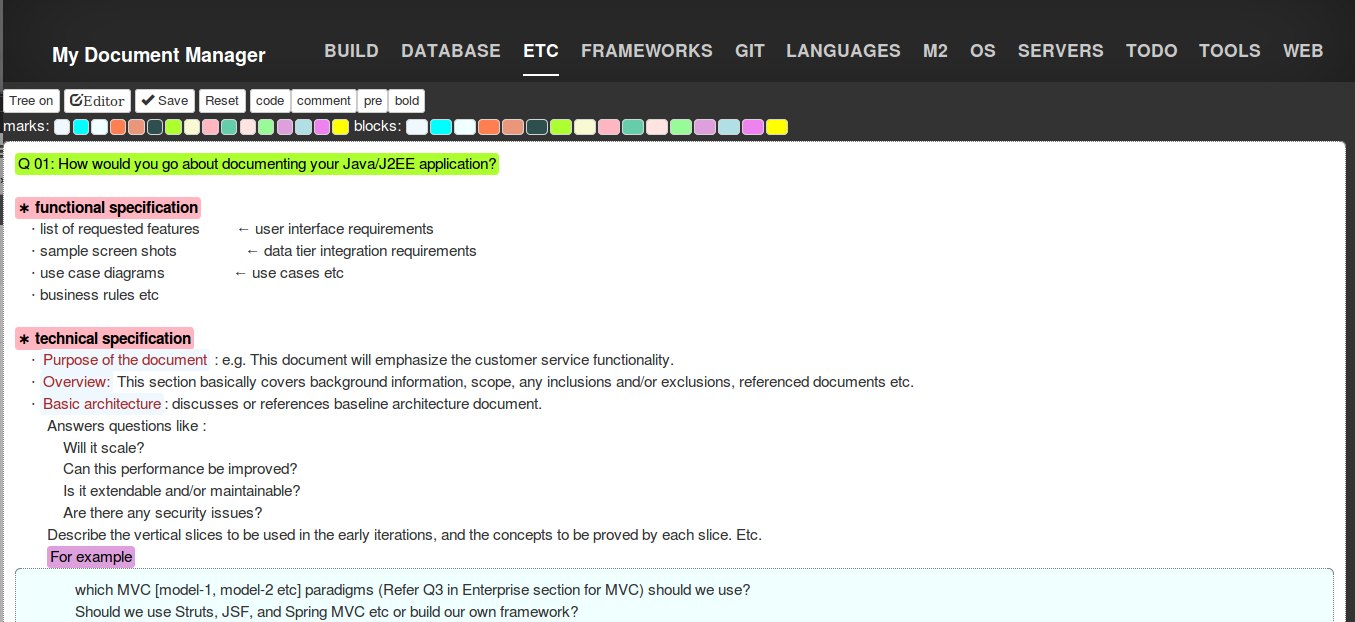 My Document Manager BUILD DATABASE ETC FRAMEWORKS GIT LANGUAGES M2 OS SERVERS TODO TOOLS WEB
Tree on Editor Save Reset code comment pre bold
marks: blocks:
Q 01: How would you go about documenting your Java/J2EE application?
∗ functional specification
· list of requested features ← user interface requirements
· sample screen shots ← data tier integration requirements
· use case diagrams ← use cases etc
· business rules etc
∗ technical specification
· Purpose of the document : e.g. This document will emphasize the customer service functionality.
· Overview: This section basically covers background information, scope, any inclusions and/or exclusions, referenced documents etc.
· Basic architecture : discusses or references baseline architecture document.
Answers questions like :
Will it scale?
Can this performance be improved?
Is it extendable and/or maintainable?
Are there any security issues?
Describe the vertical slices to be used in the early iterations, and the concepts to be proved by each slice. Etc.
For example
which MVC [model-1, model-2 etc] paradigms (Refer Q3 in Enterprise section for MVC) should we use?
Should we use Struts, JSF, and Spring MVC etc or build our own framework?